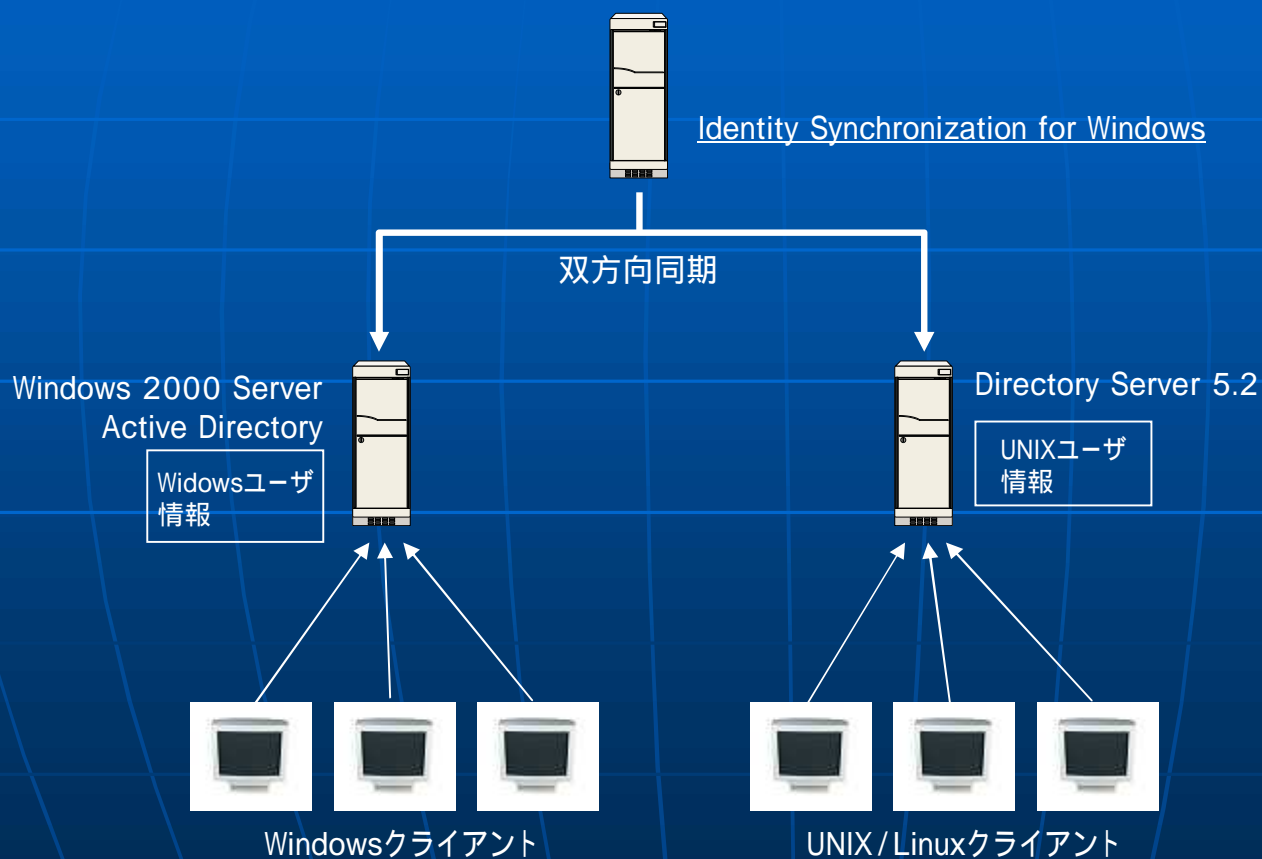 Identity Synchronization for Windows
双方向同期
Windows 2000 Server
Active Directory
Widowsユーザ
情報
Directory Server 5.2
UNIXユーザ
情報
Windowsクライアント
UNIX/Linuxクライアント